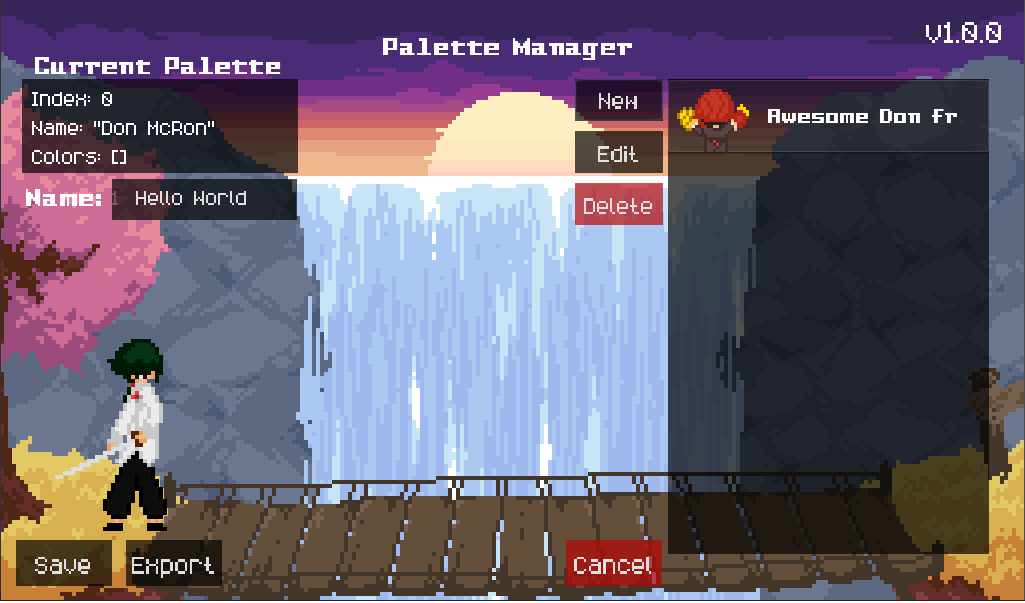 Palette Manager
v1.0.0
Current Palette
Index: 0
Name: "Don McRon"
Colors: []
Name: 1 Hello World
New
Edit
Delete
Awesome Don fr
Save
Export
Cancel